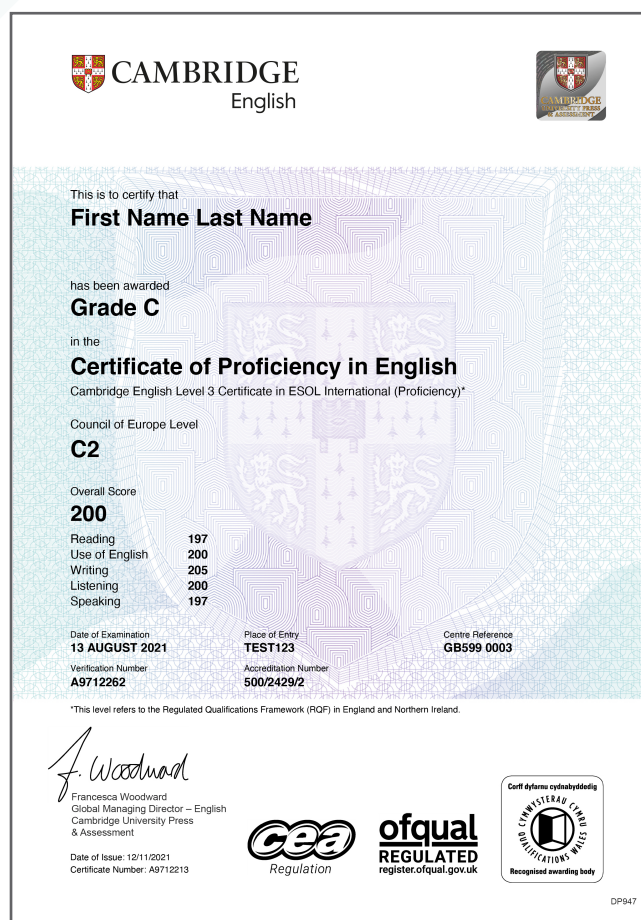 CAMBRIDGE
English
CAMBRIDGE
UNIVERSITY PRESS
& ASSESSMENT
This is to certify that
First Name Last Name
has been awarded
Grade C
in the
Certificate of Proficiency in English
Cambridge English Level 3 Certificate in ESOL International (Proficiency)*
Council of Europe Level
C2
Overall Score
200
Reading 197
Use of English 200
Writing 205
Listening 200
Speaking 197
Date of Examination Place of Entry Centre Reference
13 AUGUST 2021 TEST123 GB599 0003
Verification Number Accreditation Number
A9712262 500/2429/2
*This level refers to the Regulated Qualifications Framework (RQF) in England and Northern Ireland.
F. Woodward
Francesca Woodward
Global Managing Director – English
Cambridge University Press
& Assessment
Date of Issue: 12/11/2021
Certificate Number: A9712213
cea
Regulation
ofqual
REGULATED
register.ofqual.gov.uk
Corff dyfarnu cydnabyddedig
CYMWYSTERAU CYMRU
QUALIFICATIONS WALES
Recognised awarding body
DP947